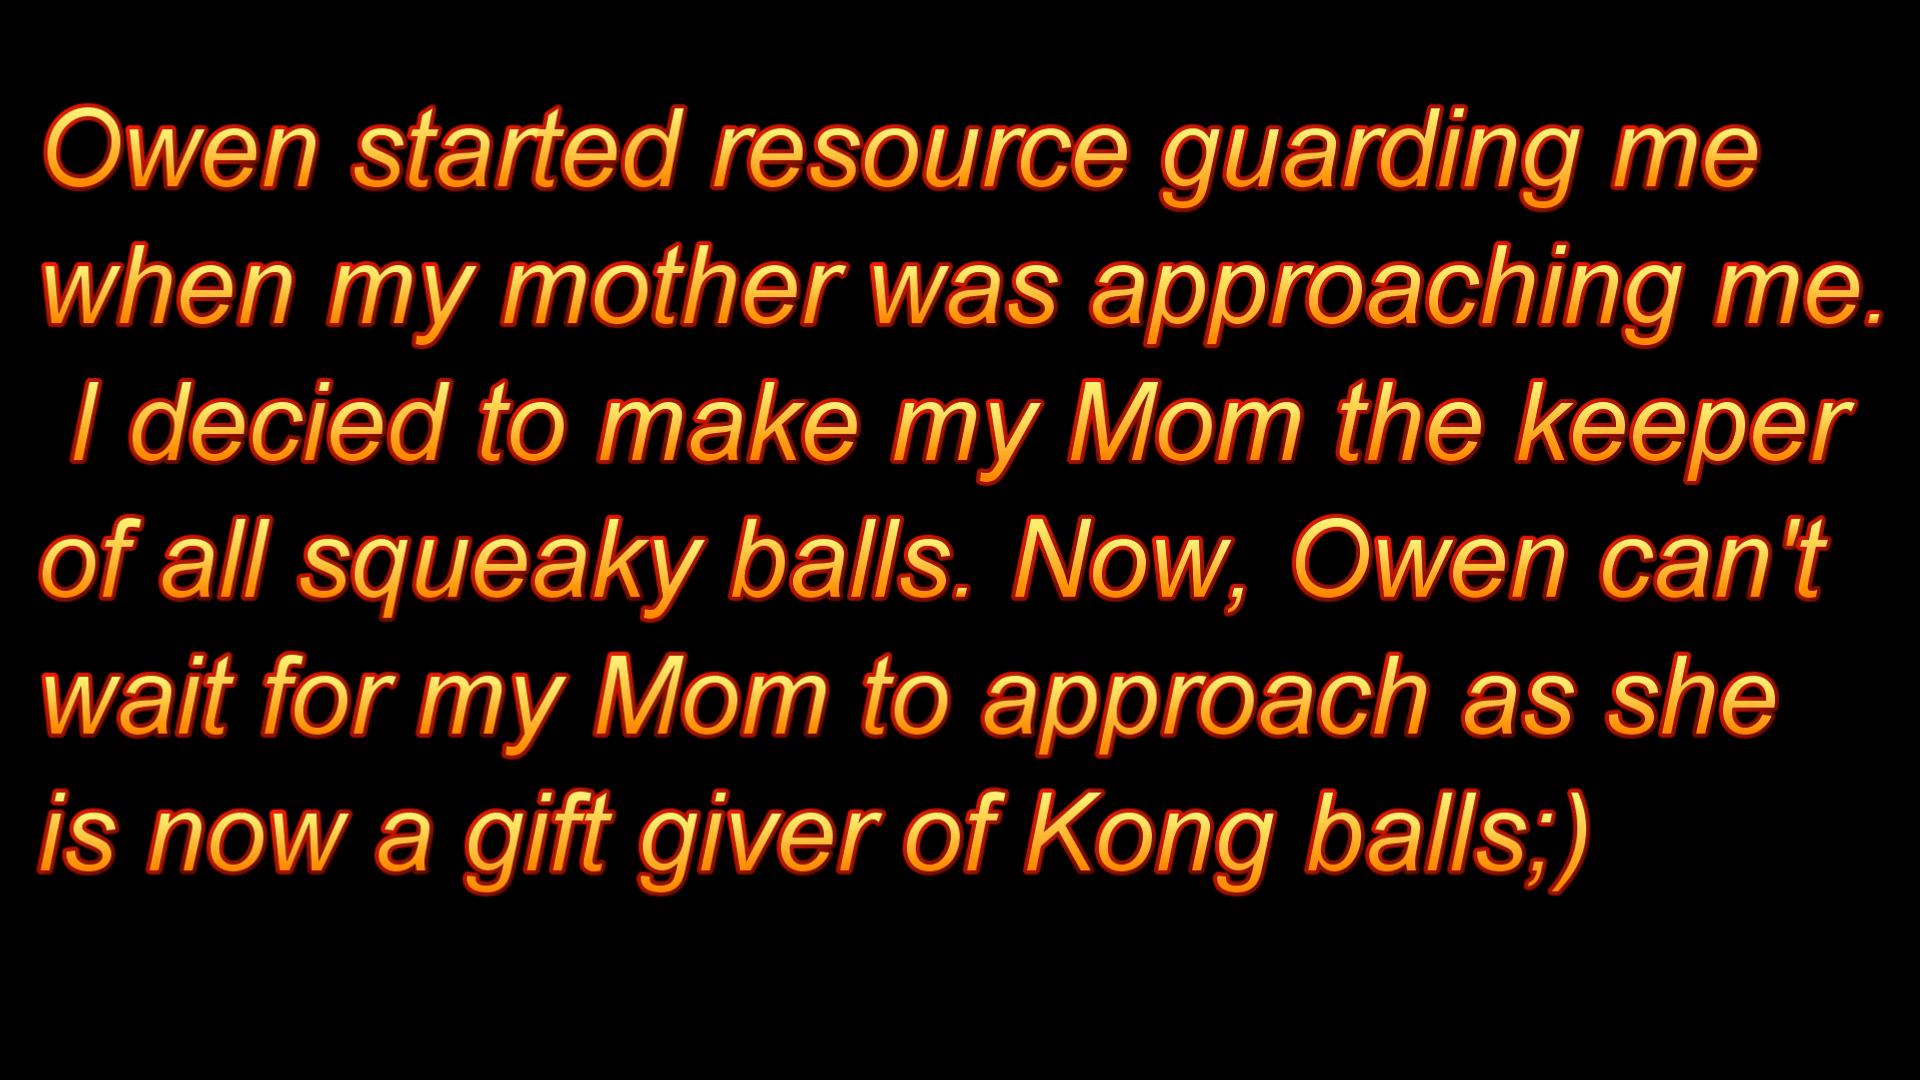 Owen started resource guarding me
when my mother was approaching me.
I decied to make my Mom the keeper
of all squeaky balls. Now, Owen can't
wait for my Mom to approach as she
is now a gift giver of Kong balls;)